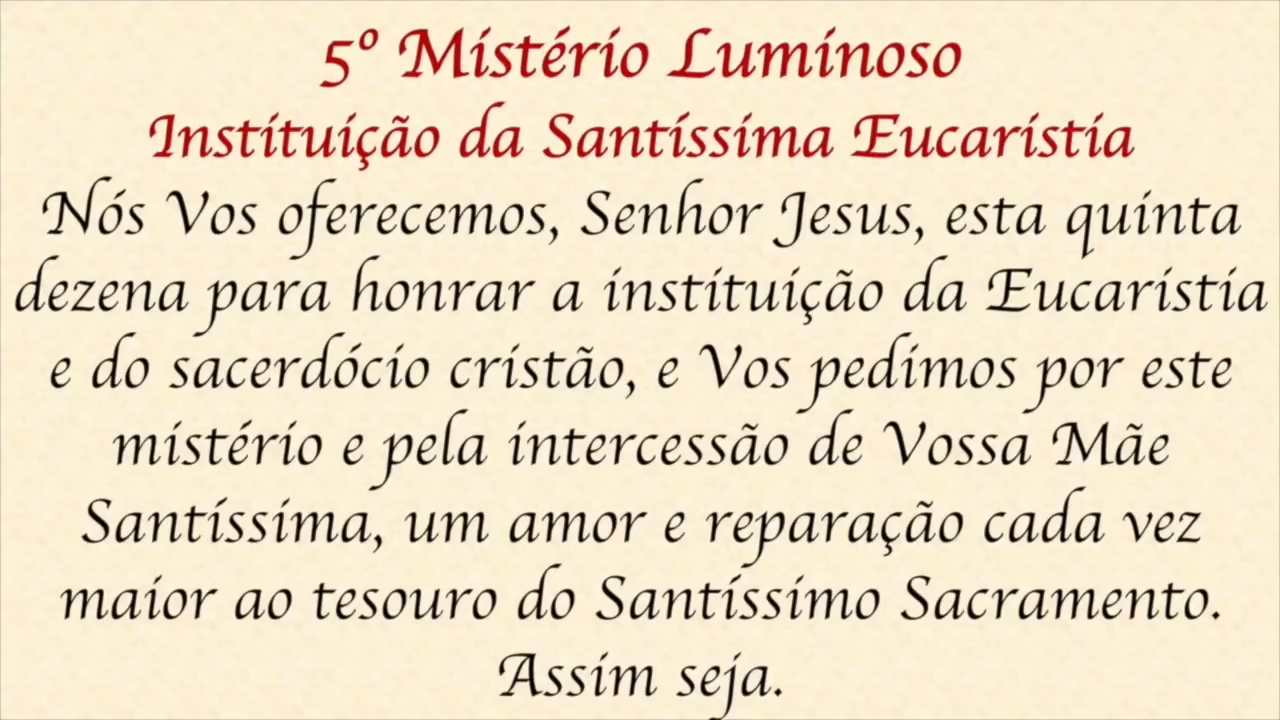 5º Mistério Luminoso
Instituição da Santíssima Eucaristia
Nós Vos oferecemos, Senhor Jesus, esta quinta
dezena para honrar a instituição da Eucaristia
e do sacerdócio cristão, e Vos pedimos por este
mistério e pela intercessão de Vossa Mãe
Santíssima, um amor e reparação cada vez
maior ao tesouro do Santíssimo Sacramento.
Assim seja.